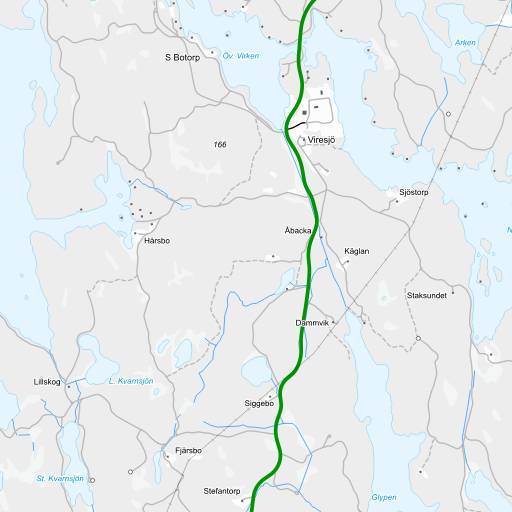 Arken
S Botorp
Öv. Virken
Viresjö
166
Sjöstorp
Åbacka
Hårsbo
Käglan
Staksundet
Dammvik
Lillskog
L. Kvarnsjön
Siggebo
Fjärsbo
St. Kvarnsjön
Stefantorp
Glypen